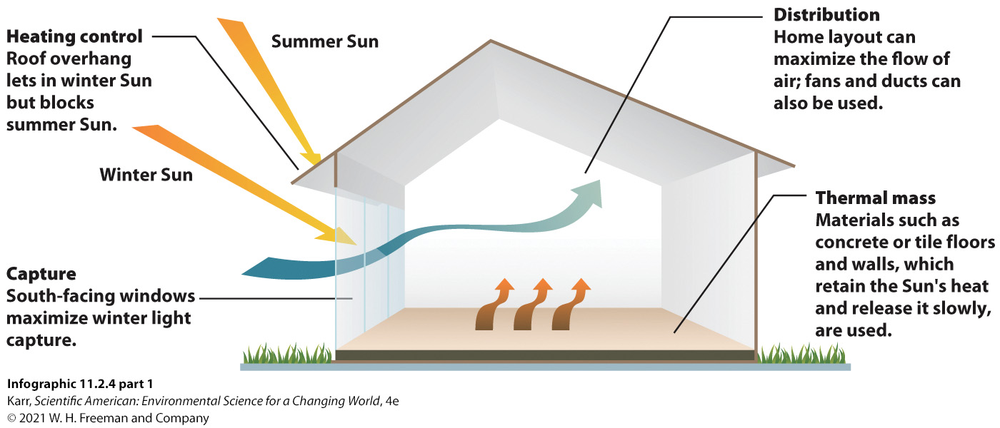 Heating control
Roof overhang
lets in winter Sun
but blocks
summer Sun.
Summer Sun
Distribution
Home layout can
maximize the flow of
air; fans and ducts can
also be used.
Winter Sun
Thermal mass
Materials such as
concrete or tile floors
and walls, which
retain the Sun's heat
and release it slowly,
are used.
Capture
South-facing windows
maximize winter light
capture.
Infographic 11.2.4 part 1
Karr, Scientific American: Environmental Science for a Changing World, 4e
© 2021 W. H. Freeman and Company